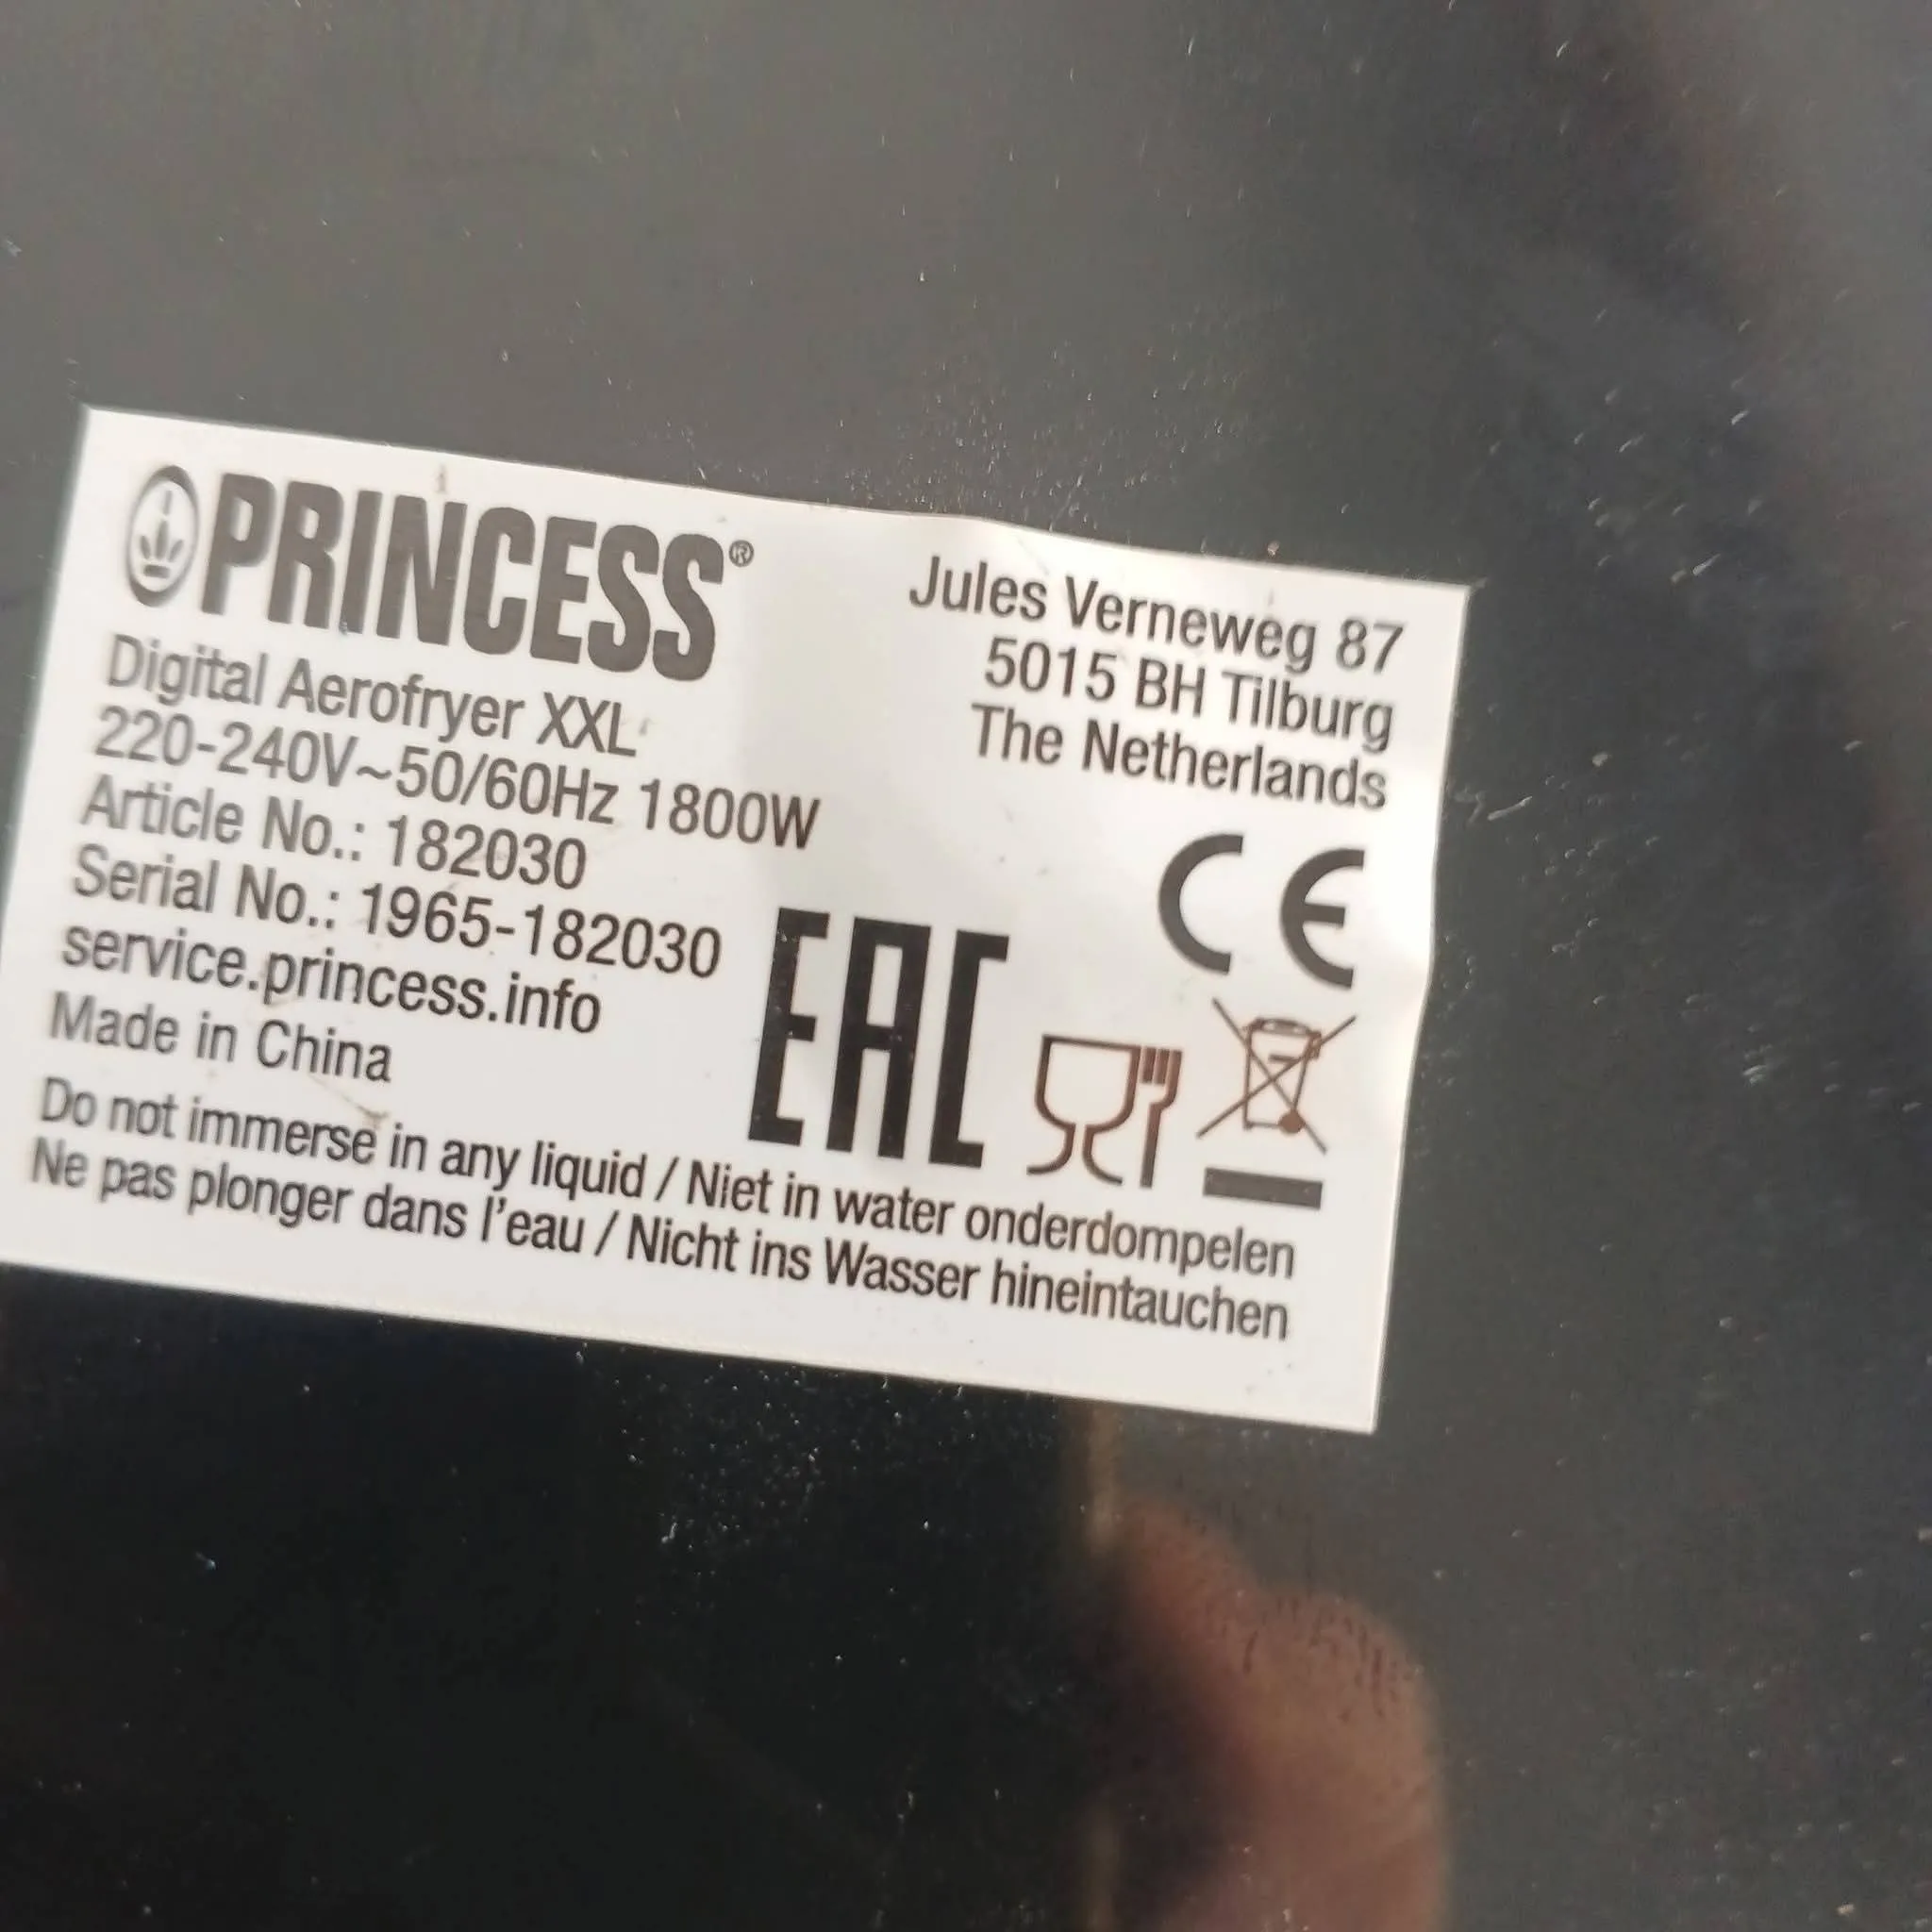 PRINCESS®
Digital Aerofryer XXL
220-240V~50/60Hz 1800W
Article No.: 182030
Serial No.: 1965-182030
service.princess.info
Made in China
Jules Verneweg 87
5015 BH Tilburg
The Netherlands
CE
EAC
Do not immerse in any liquid / Niet in water onderdompelen
Ne pas plonger dans l'eau / Nicht ins Wasser hineintauchen